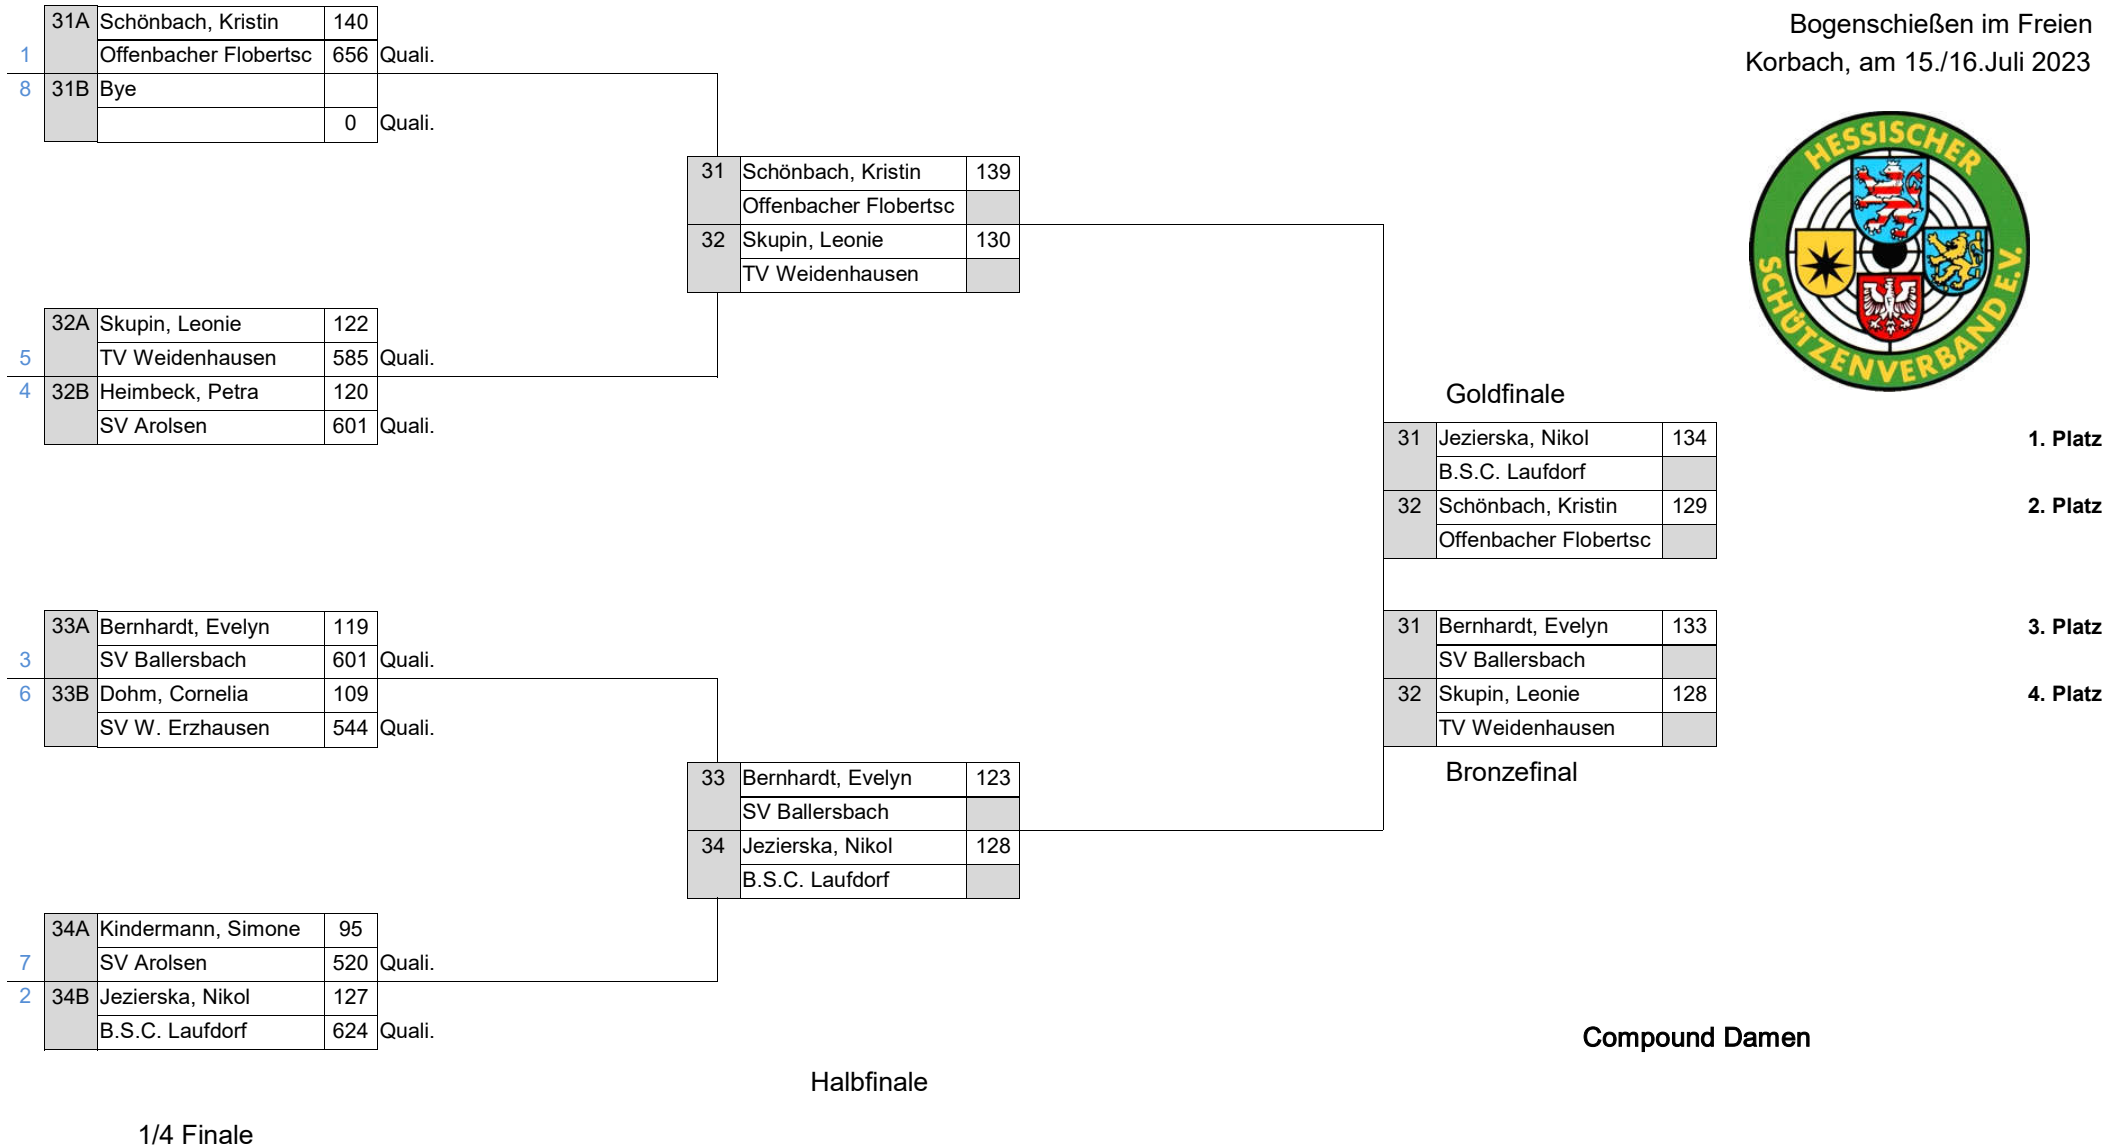 31A Schönbach, Kristin 140
1 Offenbacher Flobertsc 656 Quali.
8 31B Bye
0 Quali.
32A Skupin, Leonie 122
5 TV Weidenhausen 585 Quali.
4 32B Heimbeck, Petra 120
SV Arolsen 601 Quali.
33A Bernhardt, Evelyn 119
3 SV Ballersbach 601 Quali.
6 33B Dohm, Cornelia 109
SV W. Erzhausen 544 Quali.
34A Kindermann, Simone 95
7 SV Arolsen 520 Quali.
2 34B Jezierska, Nikol 127
B.S.C. Laufdorf 624 Quali.
1/4 Finale
31 Schönbach, Kristin 139
Offenbacher Flobertsc
32 Skupin, Leonie 130
TV Weidenhausen
33 Bernhardt, Evelyn 123
SV Ballersbach
34 Jezierska, Nikol 128
B.S.C. Laufdorf
Halbfinale
Bogenschießen im Freien
Korbach, am 15./16.Juli 2023
HESSISCHER
SCHÜTZENVERBAND E.V.
Goldfinale
31 Jezierska, Nikol 134 1. Platz
B.S.C. Laufdorf
32 Schönbach, Kristin 129 2. Platz
Offenbacher Flobertsc
31 Bernhardt, Evelyn 133 3. Platz
SV Ballersbach
32 Skupin, Leonie 128 4. Platz
TV Weidenhausen
Bronzefinal
Compound Damen